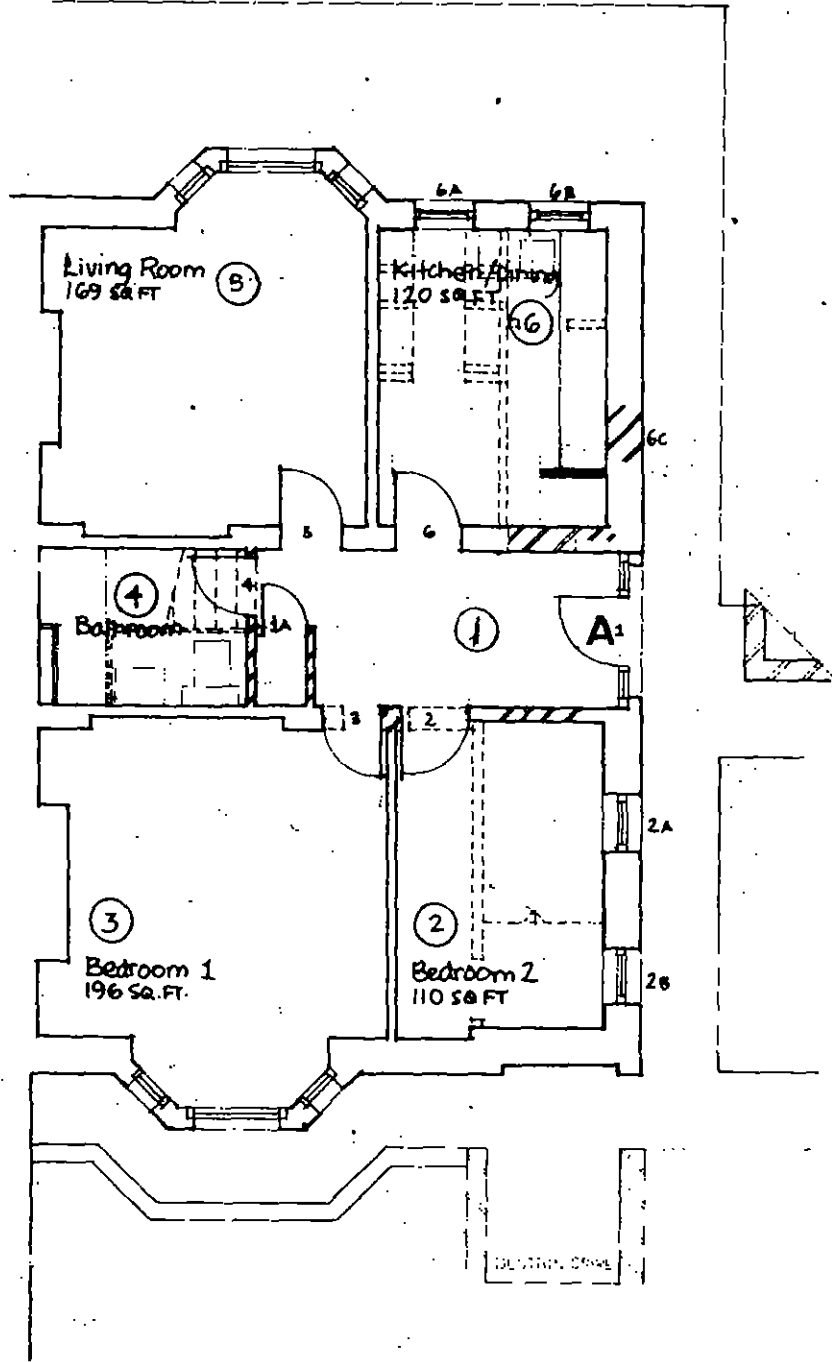 6A
6B
Living Room
169 SQ FT
5
Kitchen/Dining
120 SQ FT
6
6C
5
6
4
Bathroom
4
1A
1
A1
3
2
2A
3
Bedroom 1
196 SQ.FT.
2
Bedroom 2
110 SQ FT
2B